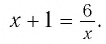 x + 1 = 6/x.